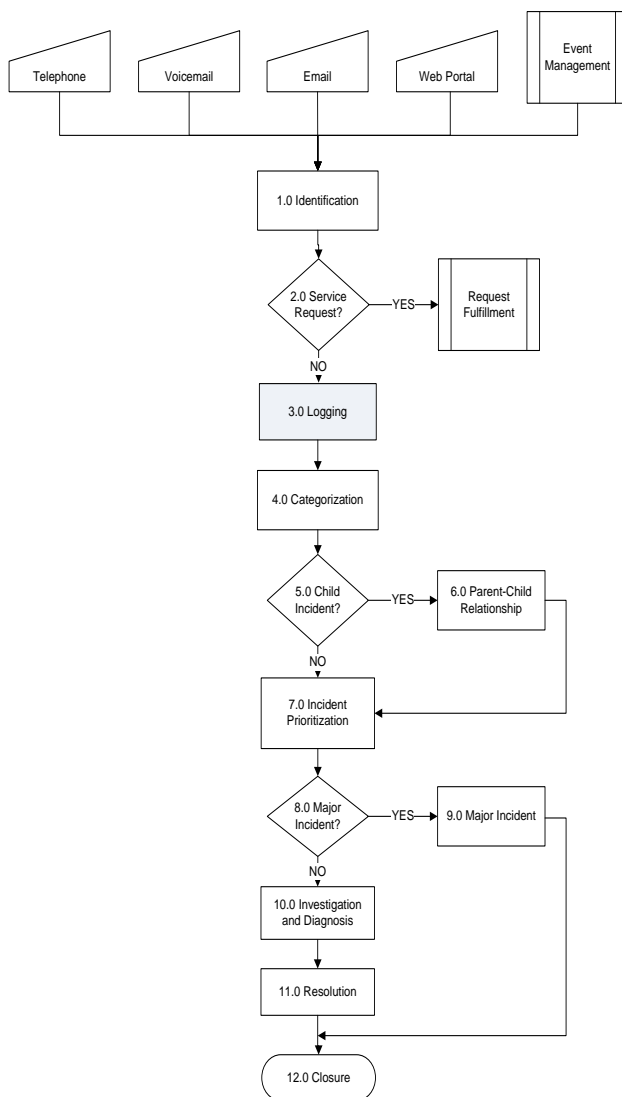 Telephone
Voicemail
Email
Web Portal
Event
Management
1.0 Identification
2.0 Service
Request?
YES
Request
Fulfillment
NO
3.0 Logging
4.0 Categorization
5.0 Child
Incident?
YES
6.0 Parent-Child
Relationship
NO
7.0 Incident
Prioritization
8.0 Major
Incident?
YES
9.0 Major Incident
NO
10.0 Investigation
and Diagnosis
11.0 Resolution
12.0 Closure